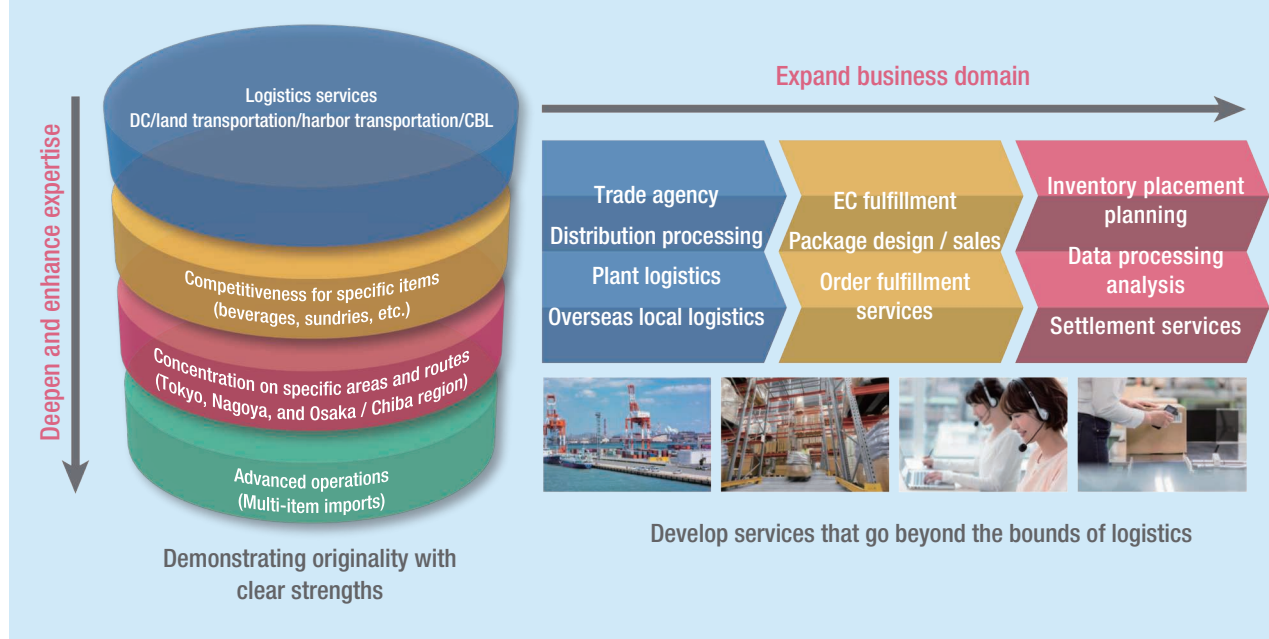 Deepen and enhance expertise
Logistics services
DC/land transportation/harbor transportation/CBL
Competitiveness for specific items
(beverages, sundries, etc.)
Concentration on specific areas and routes
(Tokyo, Nagoya, and Osaka / Chiba region)
Advanced operations
(Multi-item imports)
Demonstrating originality with
clear strengths
Expand business domain
Trade agency
Distribution processing
Plant logistics
Overseas local logistics
EC fulfillment
Package design / sales
Order fulfillment
services
Inventory placement
planning
Data processing
analysis
Settlement services
Develop services that go beyond the bounds of logistics